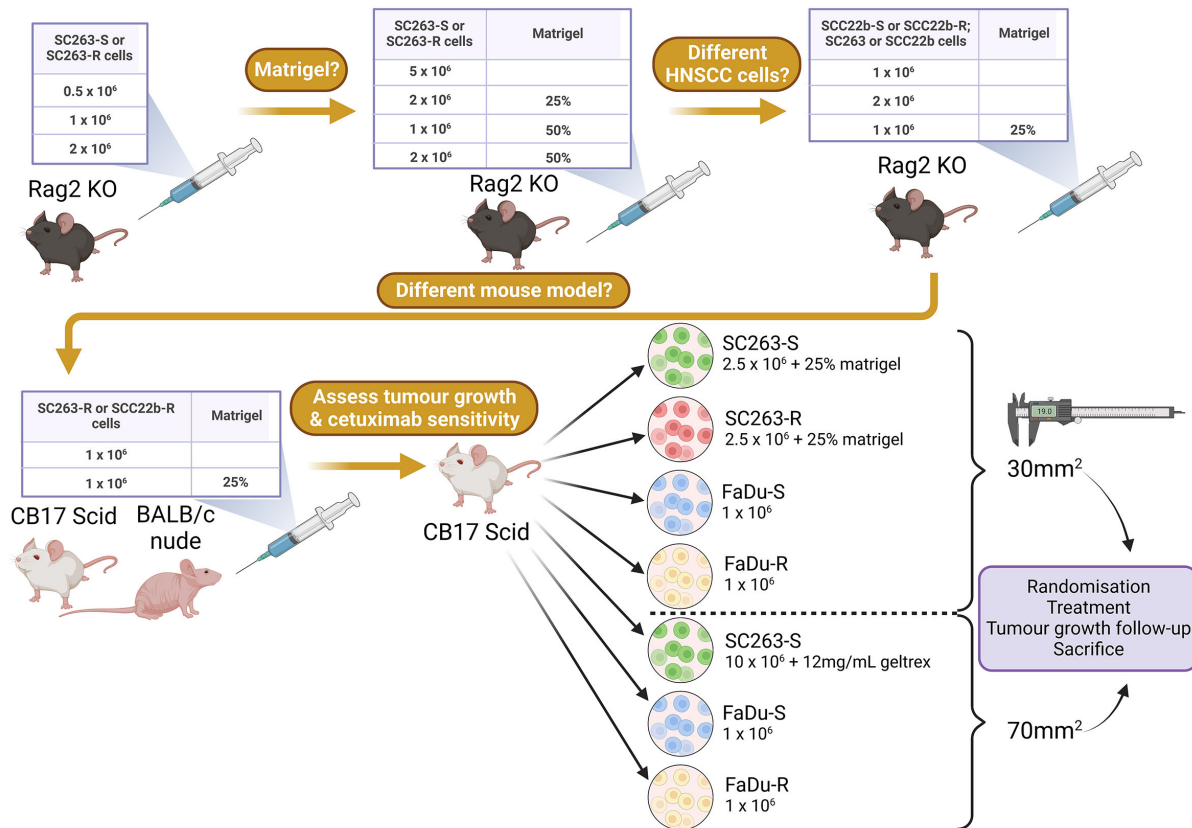 SC263-S or
SC263-R cells
0.5 x 10⁶
1 x 10⁶
2 x 10⁶
Rag2 KO
Matrigel?
SC263-S or
SC263-R cells
Matrigel
5 x 10⁶
2 x 10⁶
25%
1 x 10⁶
50%
2 x 10⁶
50%
Rag2 KO
Different
HNSCC cells?
SCC22b-S or SCC22b-R;
SC263 or SCC22b cells
Matrigel
1 x 10⁶
2 x 10⁶
1 x 10⁶
25%
Rag2 KO
Different mouse model?
SC263-R or SCC22b-R
cells
Matrigel
1 x 10⁶
1 x 10⁶
25%
CB17 Scid
BALB/c
nude
Assess tumour growth
& cetuximab sensitivity
CB17 Scid
SC263-S
2.5 x 10⁶ + 25% matrigel
SC263-R
2.5 x 10⁶ + 25% matrigel
FaDu-S
1 x 10⁶
FaDu-R
1 x 10⁶
SC263-S
10 x 10⁶ + 12mg/mL geltrex
FaDu-S
1 x 10⁶
FaDu-R
1 x 10⁶
19.0
30mm²
Randomisation
Treatment
Tumour growth follow-up
Sacrifice
70mm²